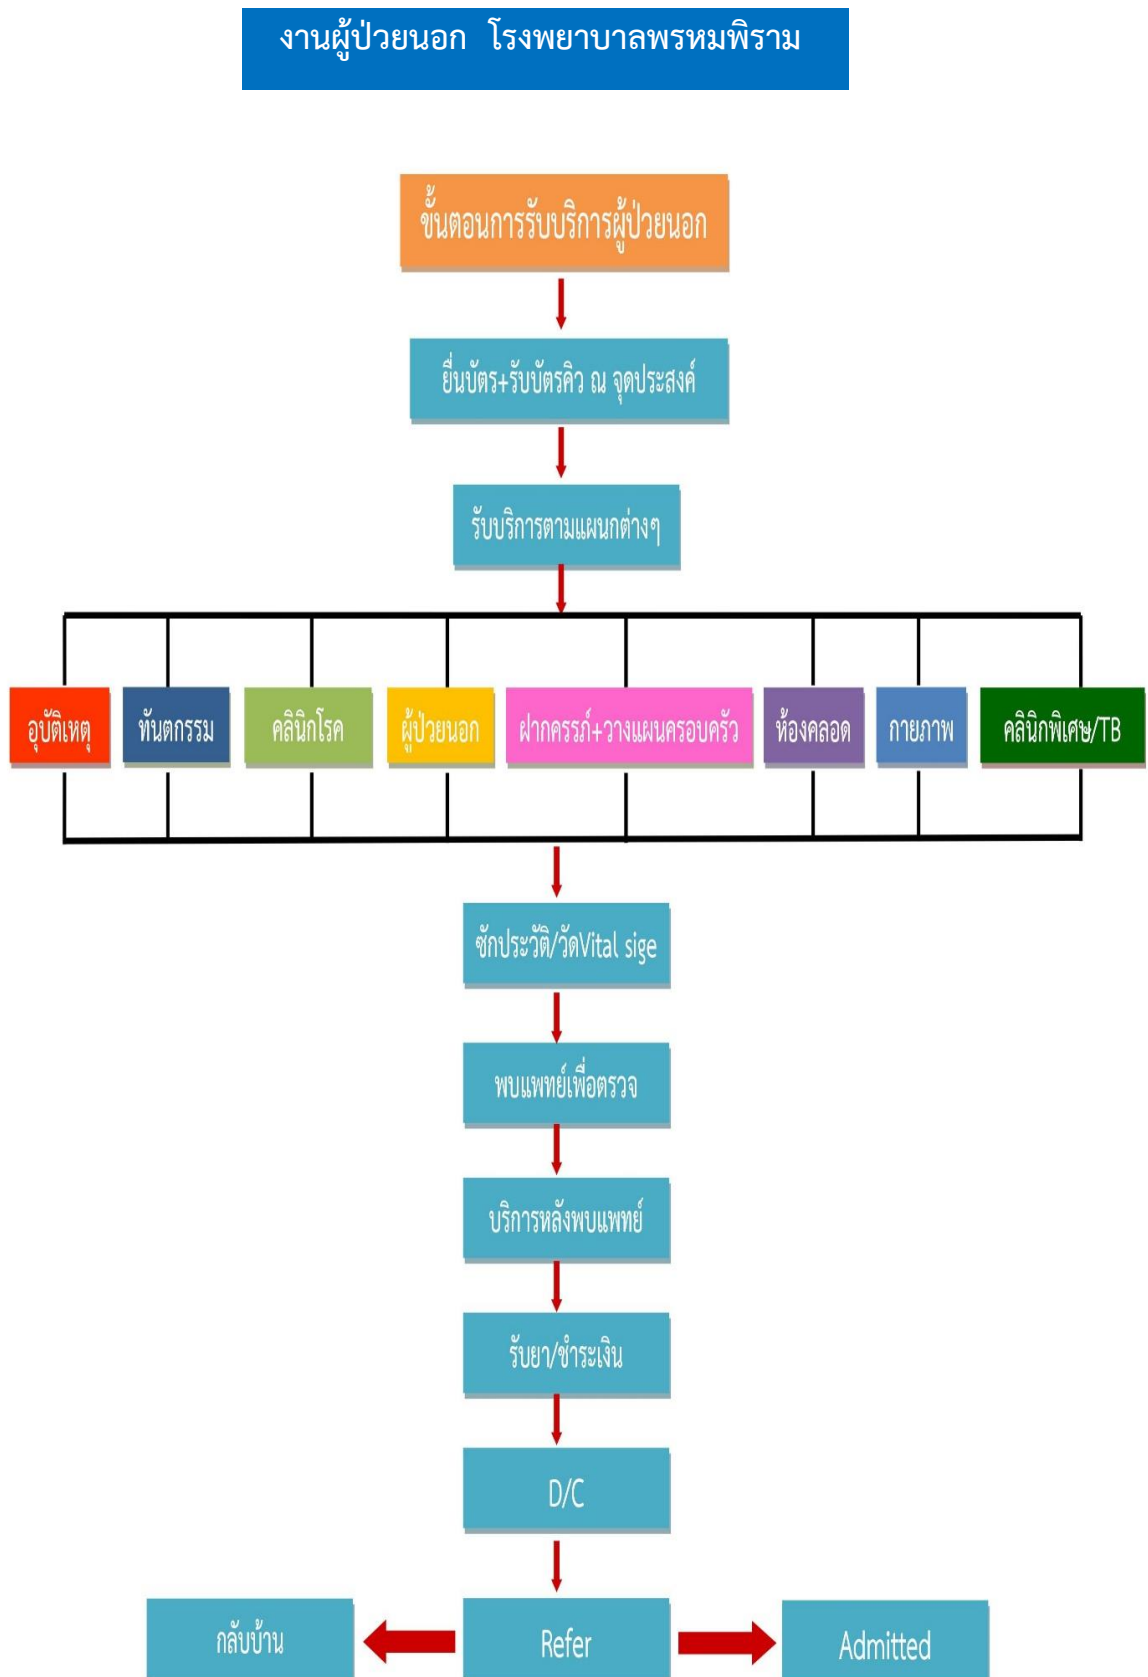 งานผู้ป่วยนอก โรงพยาบาลพรหมพิราม
ขั้นตอนการรับบริการผู้ป่วยนอก
ยื่นบัตร+รับบัตรคิว ณ จุดประสงค์
รับบริการตามแผนกต่างๆ
อุบัติเหตุ
ทันตกรรม
คลินิกโรค
ผู้ป่วยนอก
ฝากครรภ์+วางแผนครอบครัว
ห้องคลอด
กายภาพ
คลินิกพิเศษ/TB
ซักประวัติ/วัดVital sige
พบแพทย์เพื่อตรวจ
บริการหลังพบแพทย์
รับยา/ชำระเงิน
D/C
กลับบ้าน
Refer
Admitted